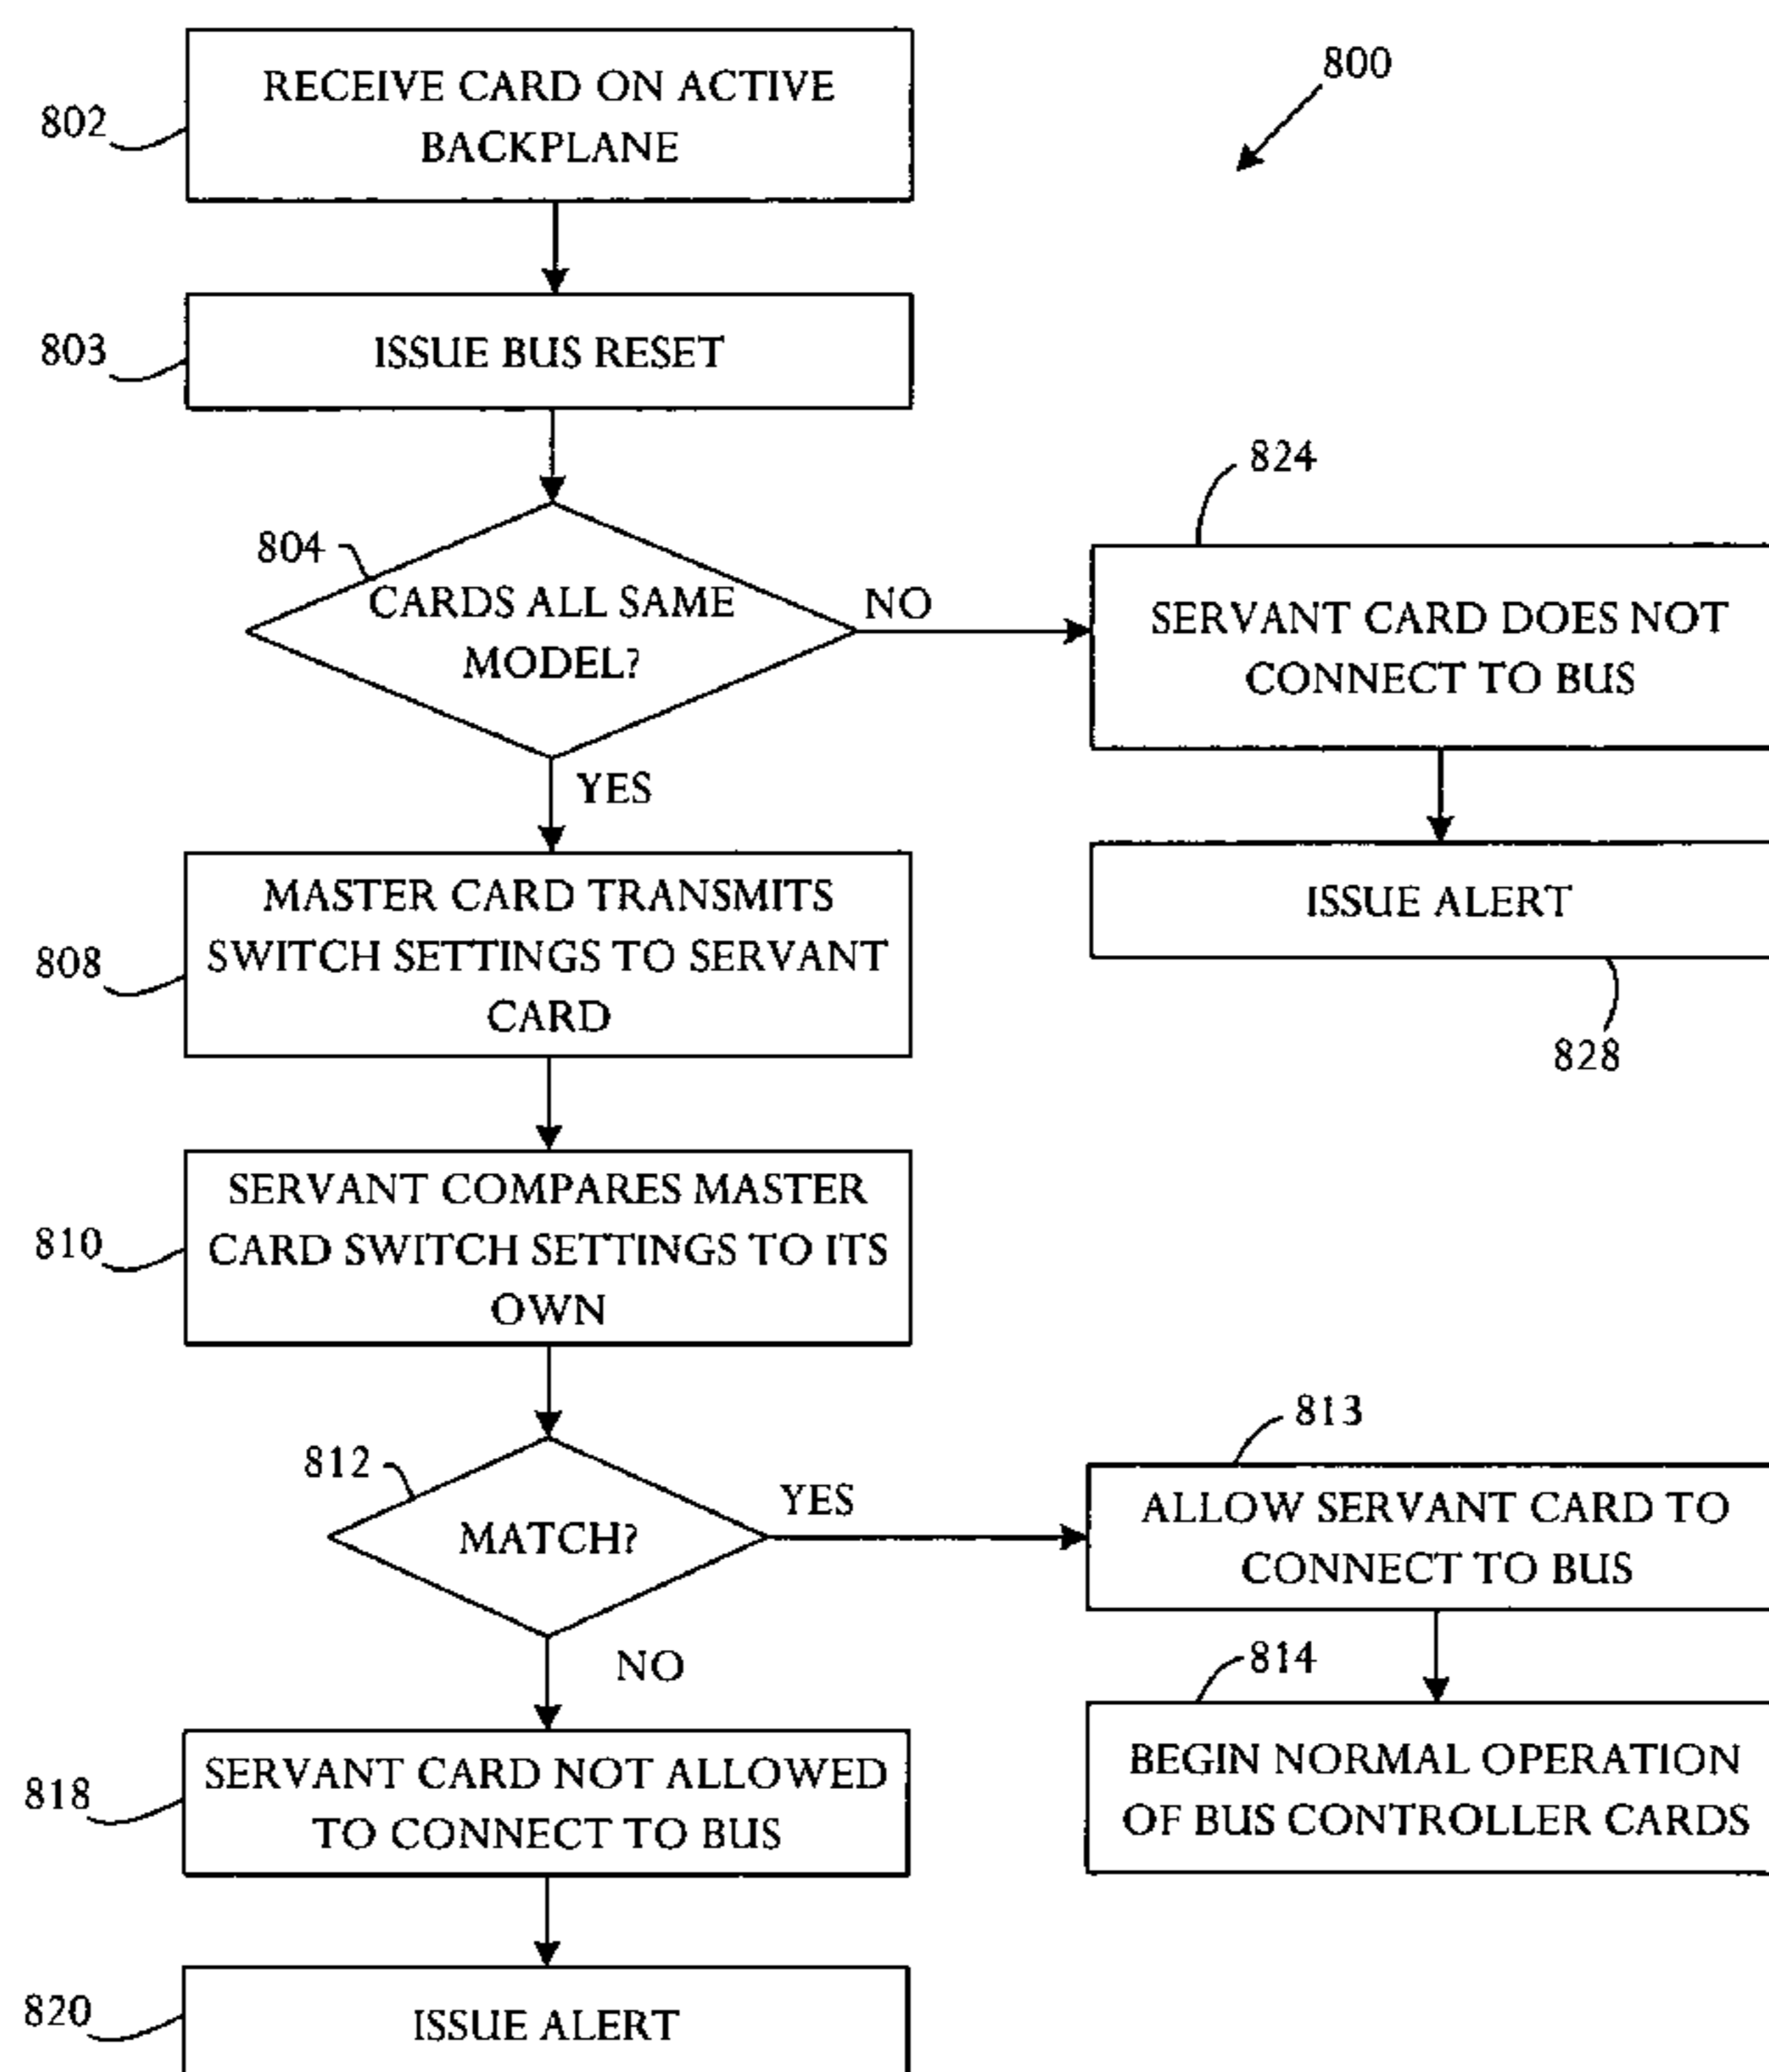 800
802
RECEIVE CARD ON ACTIVE
BACKPLANE
803
ISSUE BUS RESET
804
CARDS ALL SAME
MODEL?
NO
YES
824
SERVANT CARD DOES NOT
CONNECT TO BUS
ISSUE ALERT
828
808
MASTER CARD TRANSMITS
SWITCH SETTINGS TO SERVANT
CARD
810
SERVANT COMPARES MASTER
CARD SWITCH SETTINGS TO ITS
OWN
812
MATCH?
YES
NO
813
ALLOW SERVANT CARD TO
CONNECT TO BUS
814
BEGIN NORMAL OPERATION
OF BUS CONTROLLER CARDS
818
SERVANT CARD NOT ALLOWED
TO CONNECT TO BUS
820
ISSUE ALERT